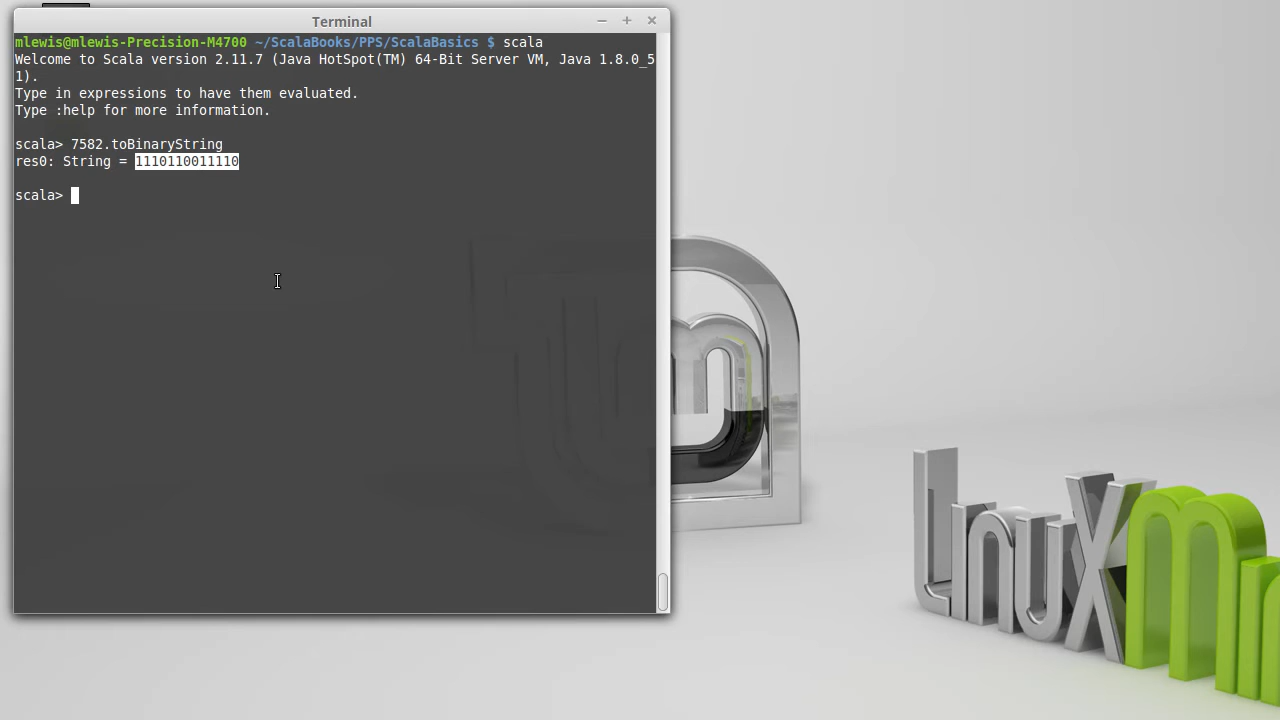 Terminal
mlewis@mlewis-Precision-M4700 ~/ScalaBooks/PPS/ScalaBasics $ scala
Welcome to Scala version 2.11.7 (Java HotSpot(TM) 64-Bit Server VM, Java 1.8.0_5
1).
Type in expressions to have them evaluated.
Type :help for more information.
scala> 7582.toBinaryString
res0: String = 1110110011110
scala>
LinuxMin